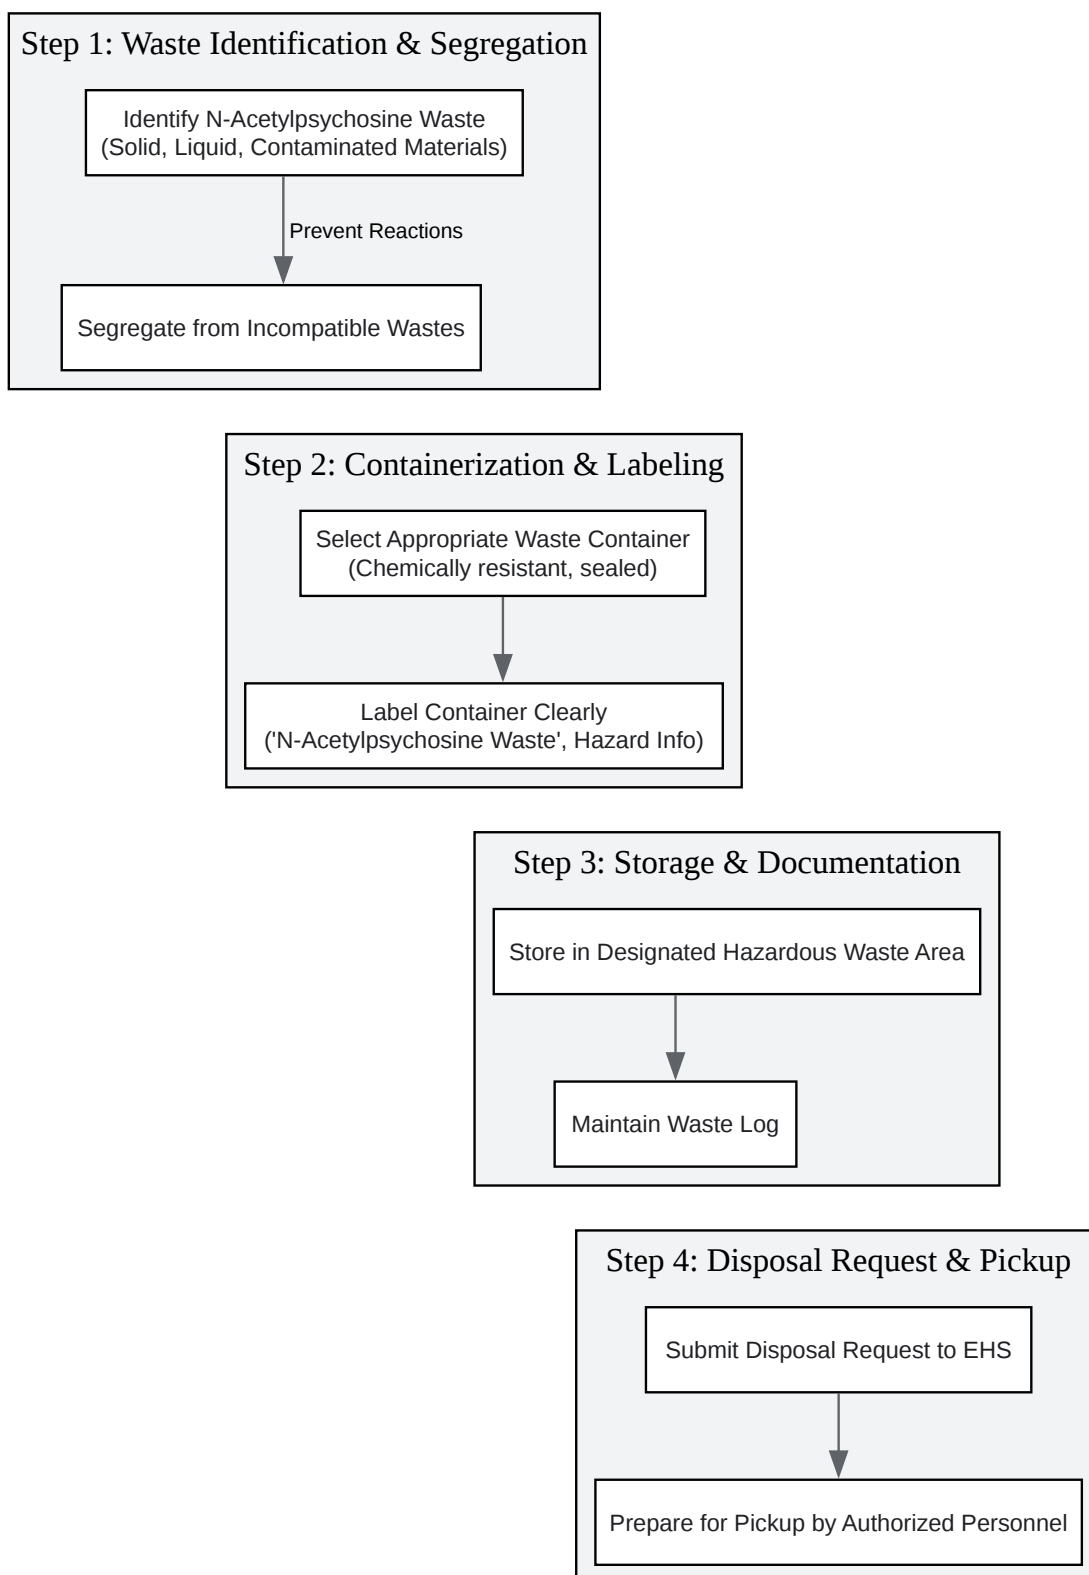 Step 1: Waste Identification & Segregation
Identify N-Acetylpsychosine Waste
(Solid, Liquid, Contaminated Materials)
Prevent Reactions
Segregate from Incompatible Wastes
Step 2: Containerization & Labeling
Select Appropriate Waste Container
(Chemically resistant, sealed)
Label Container Clearly
('N-Acetylpsychosine Waste', Hazard Info)
Step 3: Storage & Documentation
Store in Designated Hazardous Waste Area
Maintain Waste Log
Step 4: Disposal Request & Pickup
Submit Disposal Request to EHS
Prepare for Pickup by Authorized Personnel